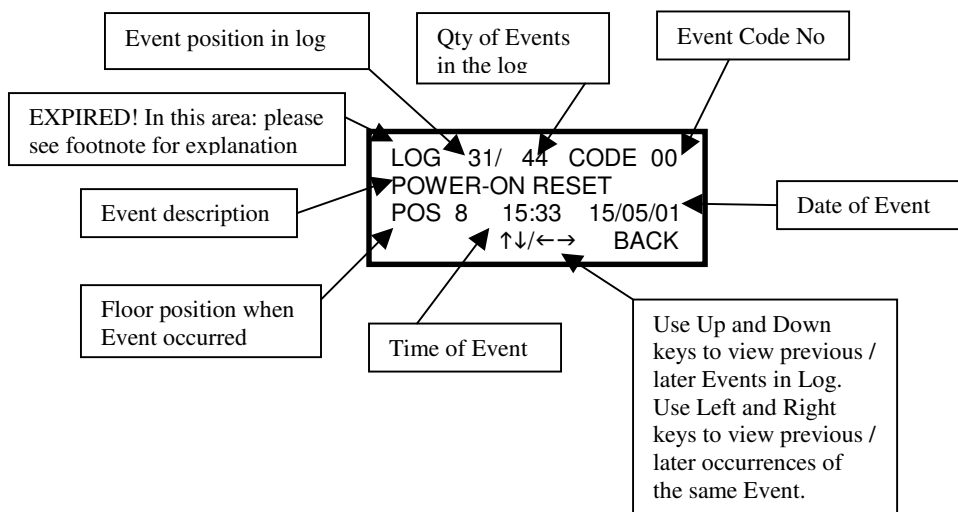 Event position in log
Qty of Events
in the log
Event Code No
EXPIRED! In this area: please
see footnote for explanation
LOG 31/ 44 CODE 00
POWER-ON RESET
POS 8 15:33 15/05/01
↑↓/←→ BACK
Event description
Date of Event
Floor position when
Event occurred
Time of Event
Use Up and Down
keys to view previous /
later Events in Log.
Use Left and Right
keys to view previous /
later occurrences of
the same Event.